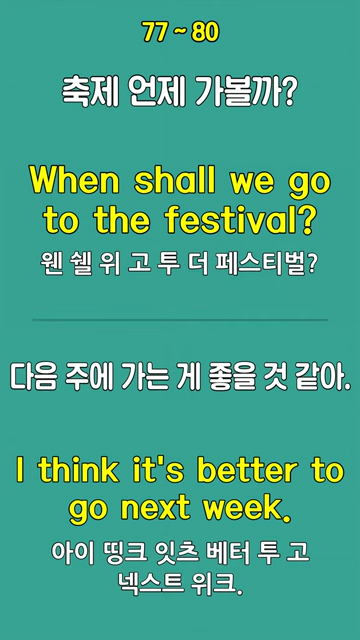 77 ~ 80
축제 언제 가볼까?
When shall we go
to the festival?
웬 쉘 위 고 투 더 페스티벌?
다음 주에 가는 게 좋을 것 같아.
I think it's better to
go next week.
아이 띵크 잇츠 베터 투 고
넥스트 위크.